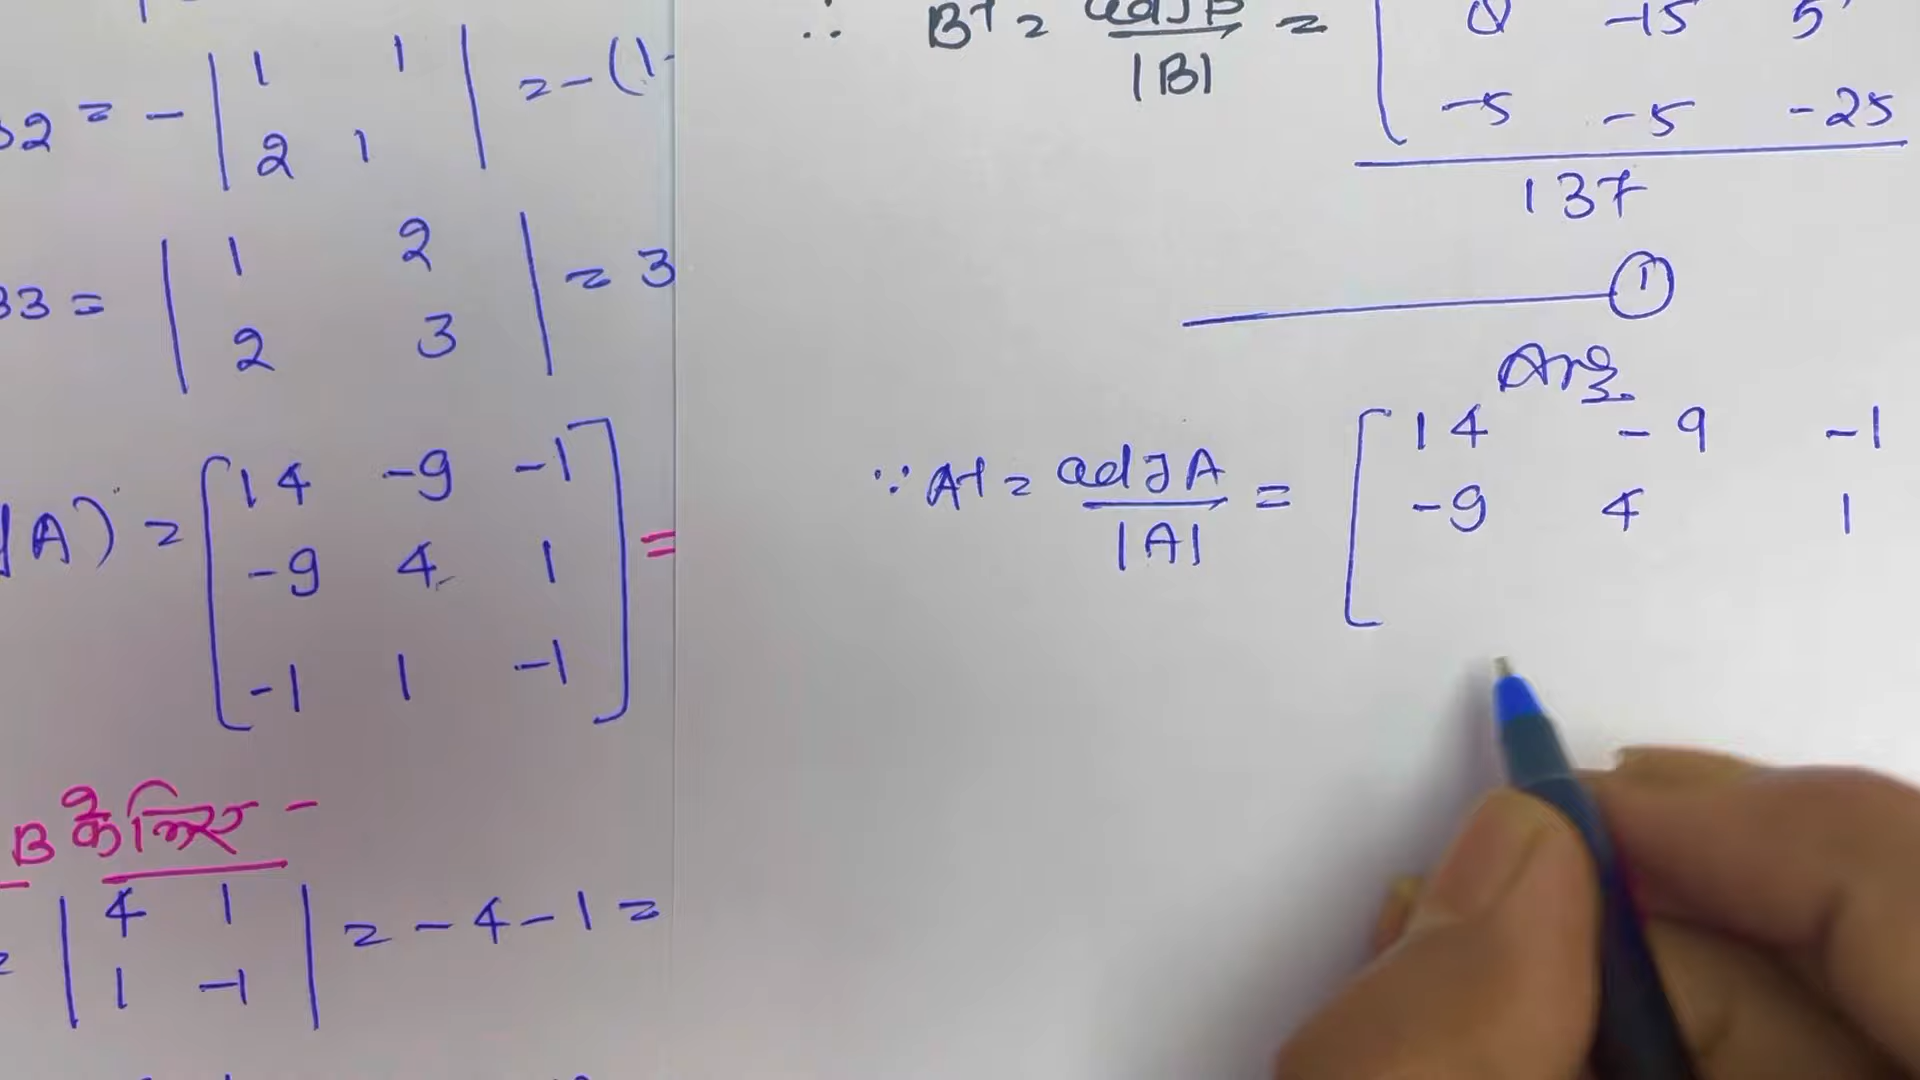 32 = - | 1 1 | = - (1-
| 2 1 |
33 = | 1 2 | = 3
| 2 3 |
(A) = [ 14 -9 -1 ] =
-9 4 1
-1 1 -1
B के लिए -
= | 4 1 | = - 4 - 1 =
| 1 -1 |
∴ B-1 = adjB =
|B|
-15 5
-5 -5 -25
137
1
Ans.
∵ A-1 = adJA = [ 14 -9 -1
|A| -9 4 1